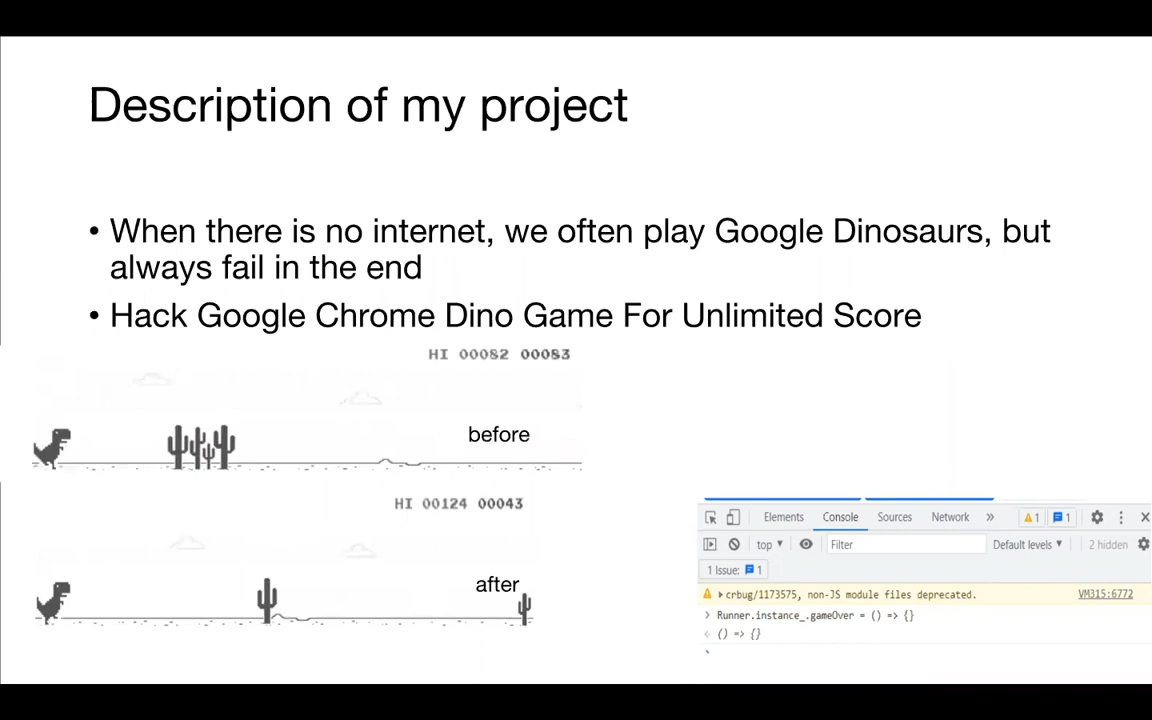 Description of my project
• When there is no internet, we often play Google Dinosaurs, but
always fail in the end
• Hack Google Chrome Dino Game For Unlimited Score
HI 00082 00083
before
HI 00124 00043
after
Elements Console Sources Network » 1 1
top Filter Default levels 2 hidden
1 Issue: 1
crbug/1173575, non-JS module files deprecated. VM315:6772
> Runner.instance_.gameOver = () => {}
< () => {}